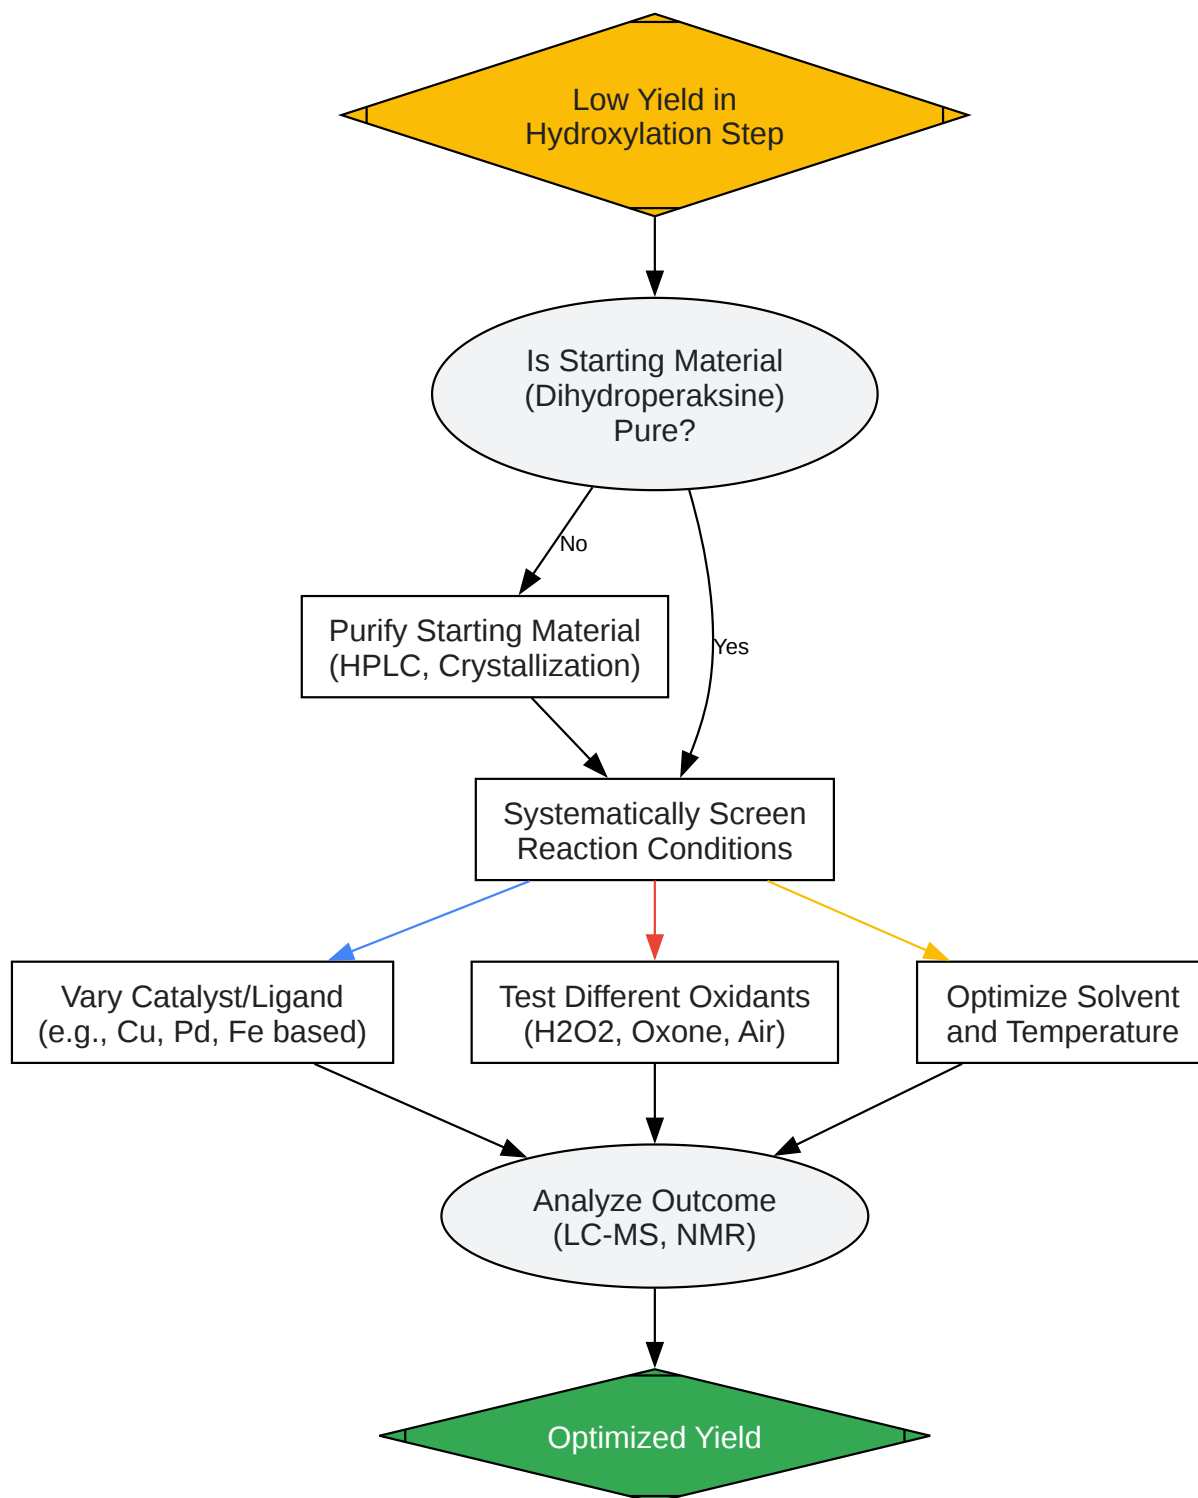 Low Yield in
Hydroxylation Step
Is Starting Material
(Dihydroperaksine)
Pure?
No
Purify Starting Material
(HPLC, Crystallization)
Yes
Systematically Screen
Reaction Conditions
Vary Catalyst/Ligand
(e.g., Cu, Pd, Fe based)
Test Different Oxidants
(H2O2, Oxone, Air)
Optimize Solvent
and Temperature
Analyze Outcome
(LC-MS, NMR)
Optimized Yield